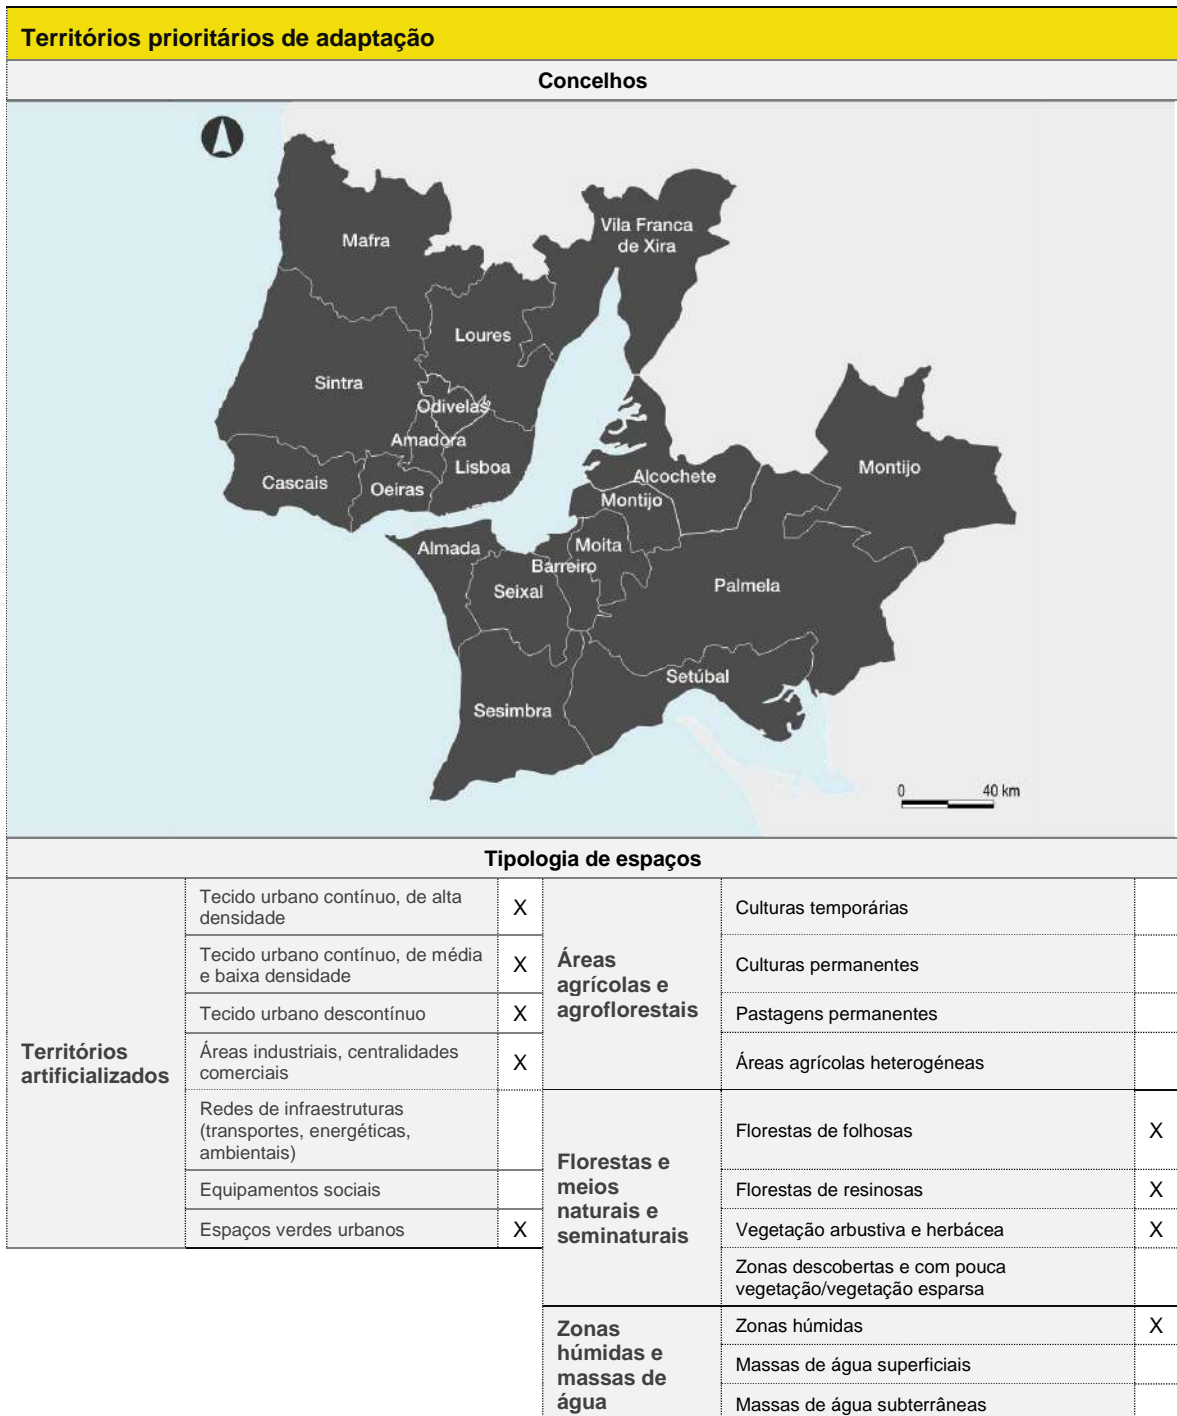 Territórios prioritários de adaptação
Concelhos
Mafra
Vila Franca
de Xira
Loures
Sintra
Odivelas
Amadora
Lisboa
Cascais
Oeiras
Montijo
Alcochete
Montijo
Almada
Moita
Barreiro
Seixal
Palmela
Setúbal
Sesimbra
0 40 km
Tipologia de espaços
Territórios
artificializados
Tecido urbano contínuo, de alta
densidade
X
Tecido urbano contínuo, de média
e baixa densidade
X
Tecido urbano descontínuo
X
Áreas industriais, centralidades
comerciais
X
Redes de infraestruturas
(transportes, energéticas,
ambientais)
Equipamentos sociais
Espaços verdes urbanos
X
Áreas
agrícolas e
agroflorestais
Culturas temporárias
Culturas permanentes
Pastagens permanentes
Áreas agrícolas heterogéneas
Florestas e
meios
naturais e
seminaturais
Florestas de folhosas
X
Florestas de resinosas
X
Vegetação arbustiva e herbácea
X
Zonas descobertas e com pouca
vegetação/vegetação esparsa
Zonas
húmidas e
massas de
água
Zonas húmidas
X
Massas de água superficiais
Massas de água subterrâneas